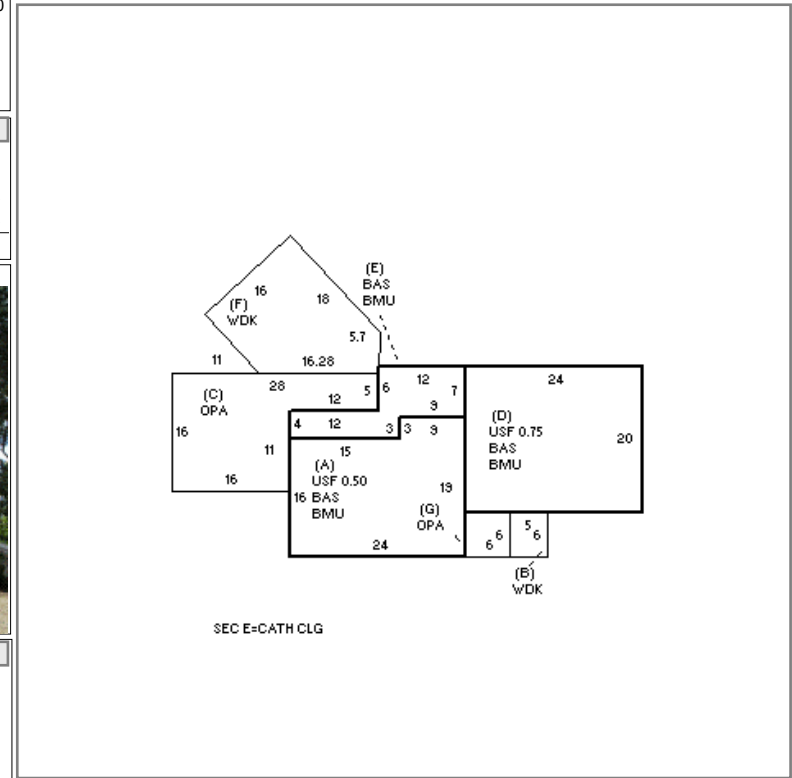 0
(E)
BAS
BMU
16
18
(F)
WDK
5.7
11
16.28
28
12
5
6
12
7
24
(C)
OPA
12
9
16
4
12
3
3
9
(D)
USF 0.75
BAS
BMU
20
11
15
(A)
USF 0.50
16
BAS
BMU
16
19
(G)
OPA
24
6
6
5
6
(B)
WDK
SEC E=CATH CLG